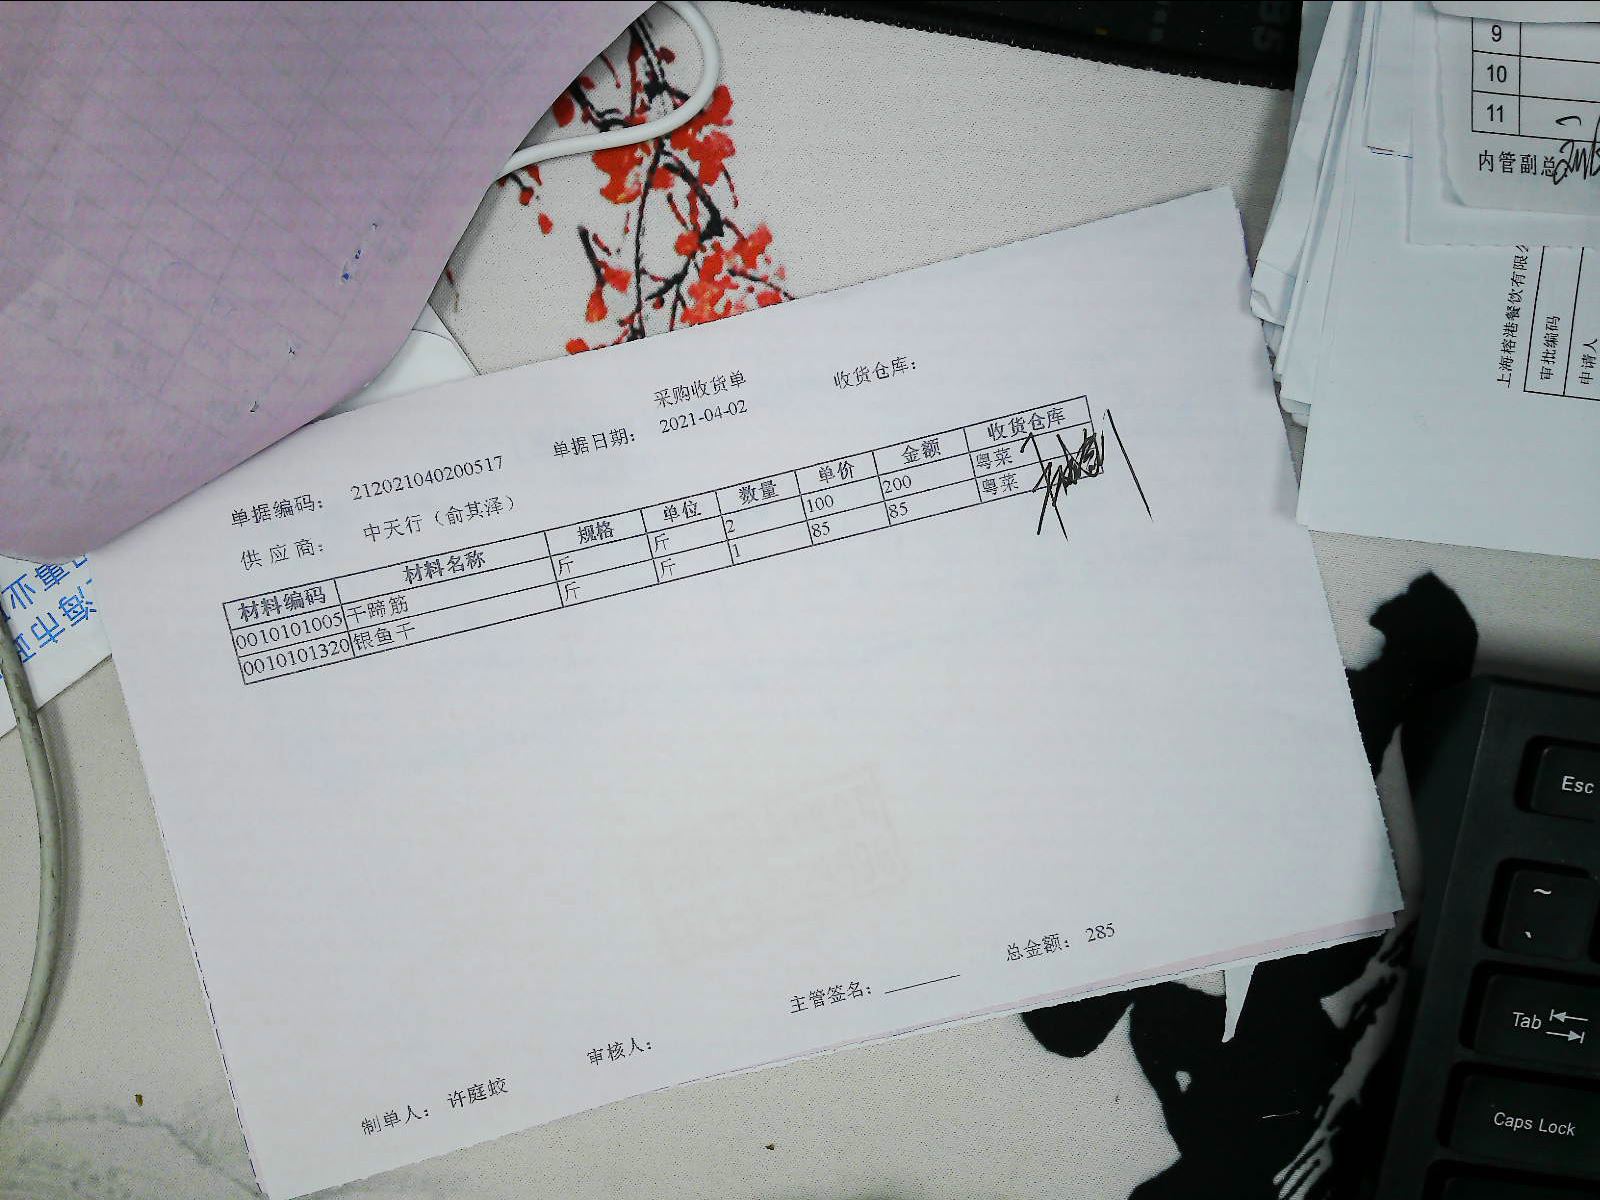 采购收货单
收货仓库：
单据编码： 212021040200517 单据日期： 2021-04-02
供应商： 中天行（俞其泽）
材料编码 材料名称 规格 单位 数量 单价 金额 收货仓库
0010101005 干蹄筋 斤 斤 2 100 200 粤菜
0010101320 银鱼干 斤 斤 1 85 85 粤菜
总金额： 285
主管签名：
审核人：
制单人： 许庭蛟
9
10
11
内管副总
上海榕港餐饮有限
审批编码
申请人
海市
事业
Esc
~
Tab
Caps Lock